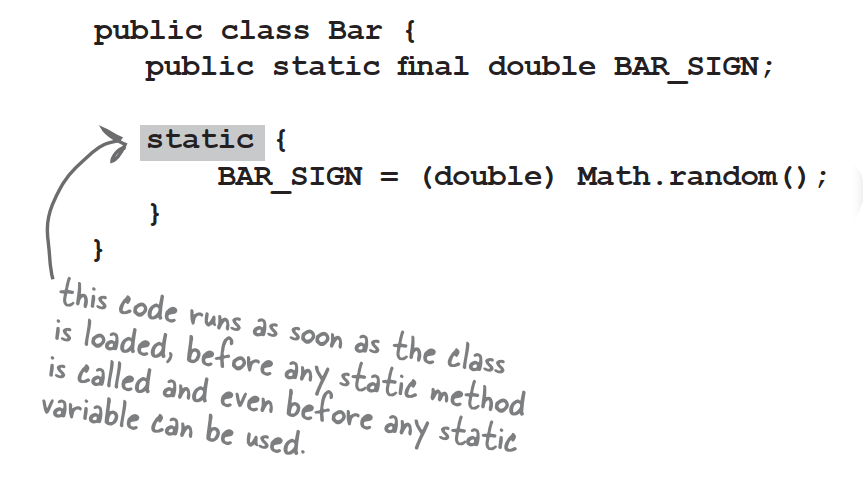 public class Bar {
public static final double BAR_SIGN;
static {
BAR_SIGN = (double) Math.random();
}
}
this code runs as soon as the class
is loaded, before any static method
is called and even before any static
variable can be used.